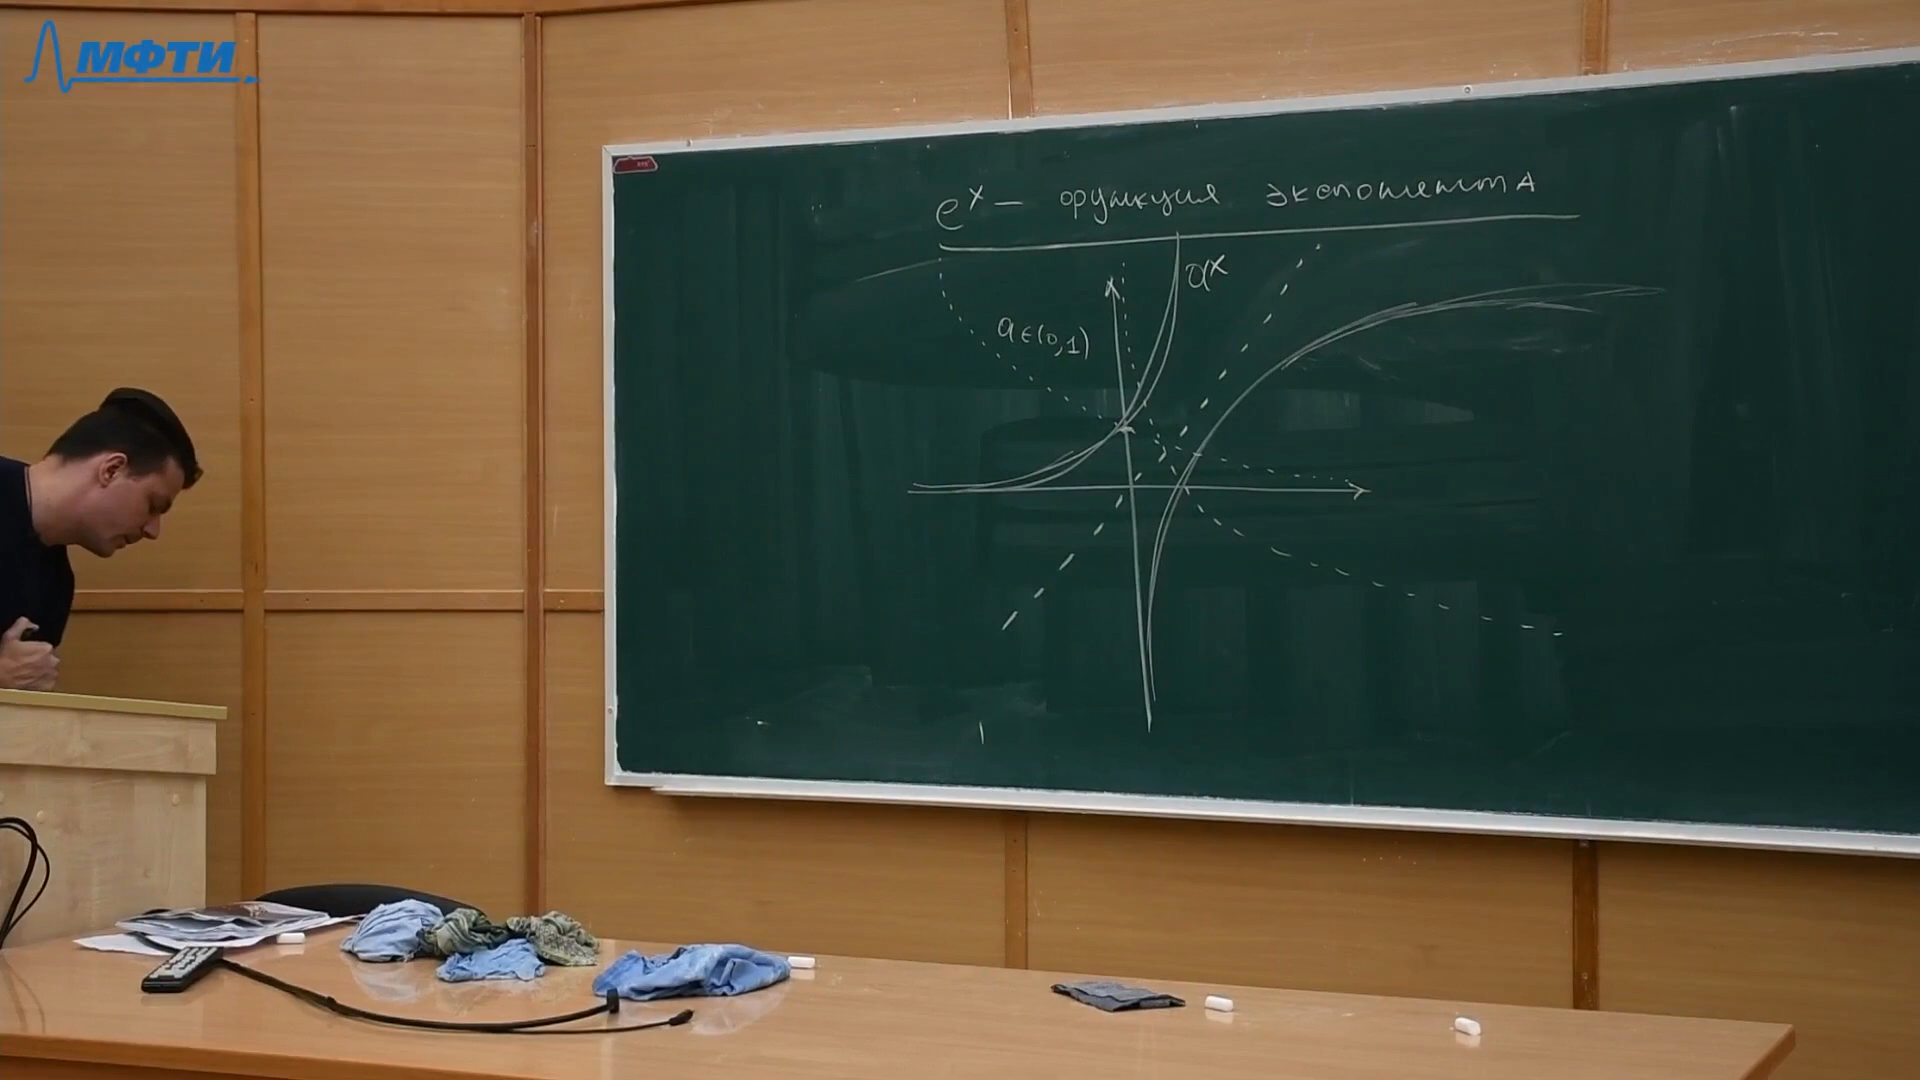 МФТИ
e^x — функция экспонентА
a^x
a∈(0,1)